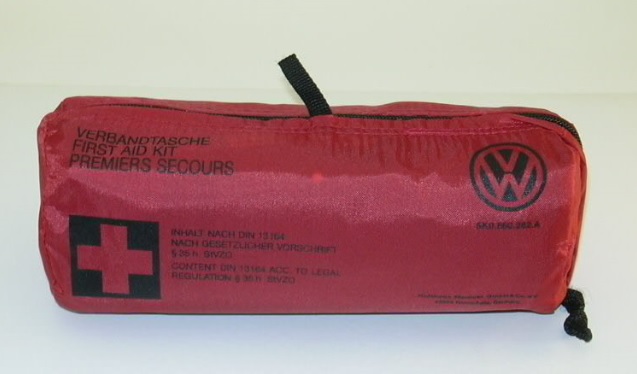 VERBANDTASCHE
FIRST AID KIT
PREMIERS SECOURS
VW
INHALT NACH DIN 13164
NACH GESETZLICHER VORSCHRIFT
§ 35 h StVZO
CONTENT DIN 13164 ACC. TO LEGAL
REGULATION § 35 h StVZO